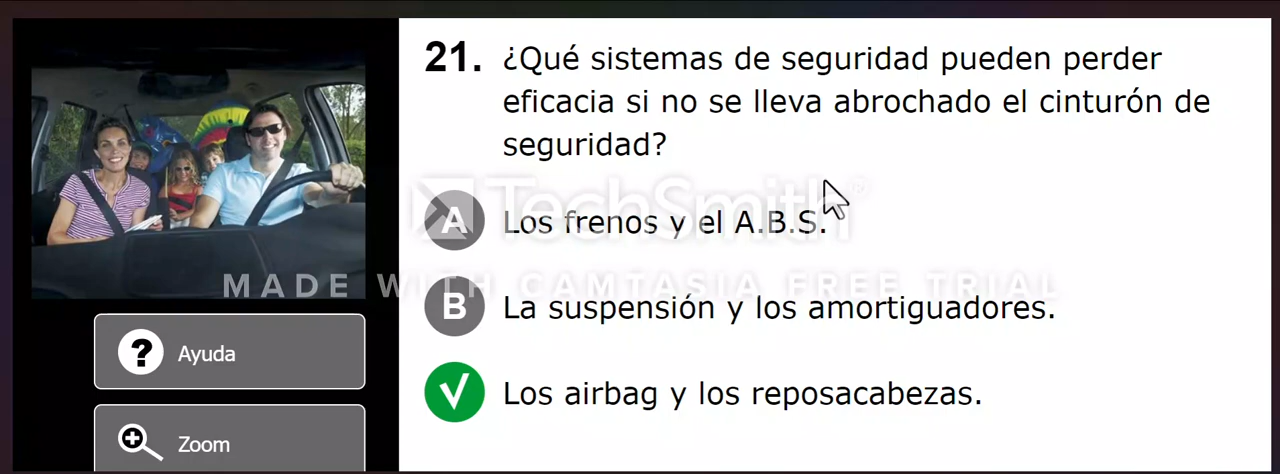 21. ¿Qué sistemas de seguridad pueden perder
eficacia si no se lleva abrochado el cinturón de
seguridad?
TechSmith®
A Los frenos y el A.B.S.
MADE WITH CAMTASIA FREE TRIAL
B La suspensión y los amortiguadores.
Los airbag y los reposacabezas.
? Ayuda
Zoom